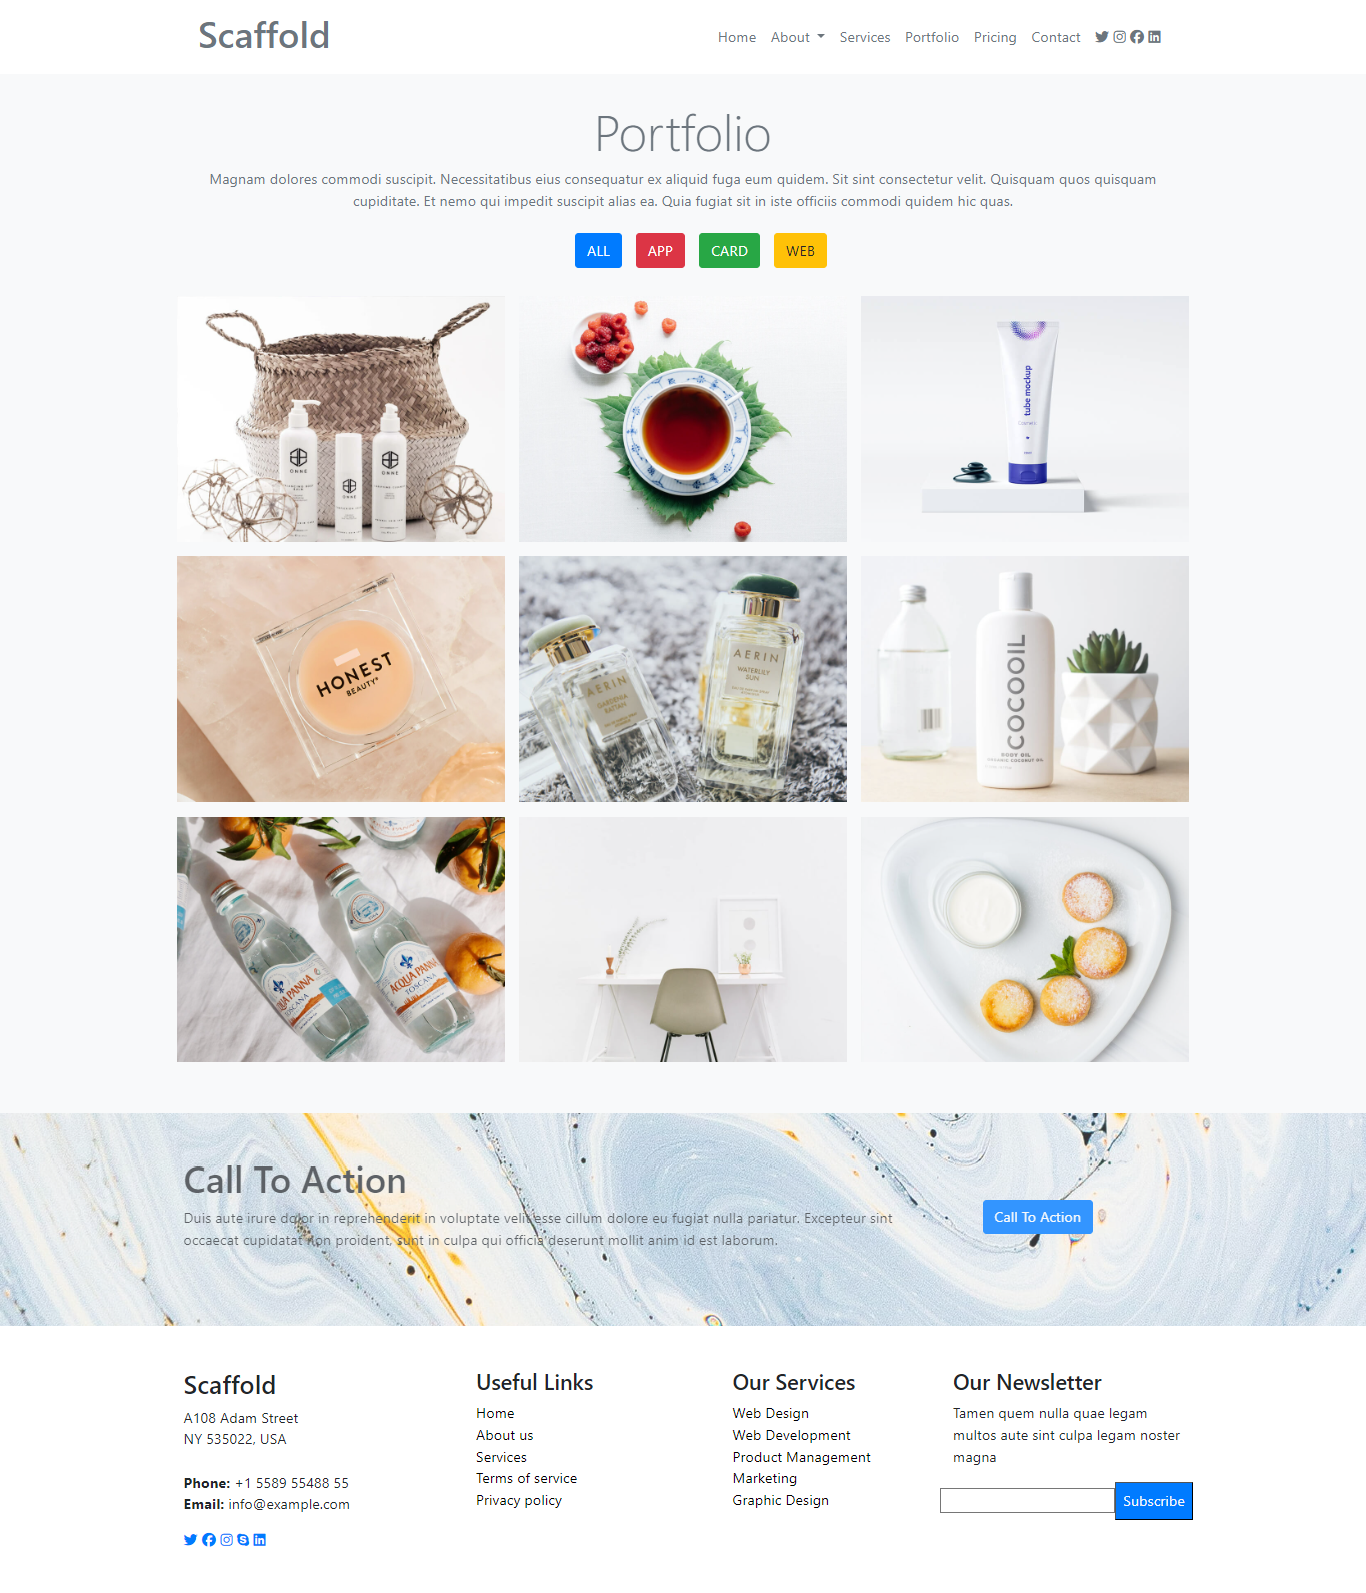 Scaffold
Home About Services Portfolio Pricing Contact
Portfolio
Magnam dolores commodi suscipit. Necessitatibus eius consequatur ex aliquid fuga eum quidem. Sit sint consectetur velit. Quisquam quos quisquam
cupiditate. Et nemo qui impedit suscipit alias ea. Quia fugiat sit in iste officiis commodi quidem hic quas.
ALL APP CARD WEB
ONNE
ONNE
ONNE
tube mockup
HONEST
BEAUTY
AERIN
GARDENIA
RATTAN
AERIN
WATERLILY
SUN
COCOOIL
BODY OIL
ORGANIC COCONUT OIL
ACQUA PANNA
TOSCANA
QUA PANNA
TOSCANA
Call To Action
Duis aute irure dolor in reprehenderit in voluptate velit esse cillum dolore eu fugiat nulla pariatur. Excepteur sint
occaecat cupidatat non proident, sunt in culpa qui officia deserunt mollit anim id est laborum.
Call To Action
Scaffold
A108 Adam Street
NY 535022, USA
Phone: +1 5589 55488 55
Email: info@example.com
Useful Links
Home
About us
Services
Terms of service
Privacy policy
Our Services
Web Design
Web Development
Product Management
Marketing
Graphic Design
Our Newsletter
Tamen quem nulla quae legam
multos aute sint culpa legam noster
magna
Subscribe